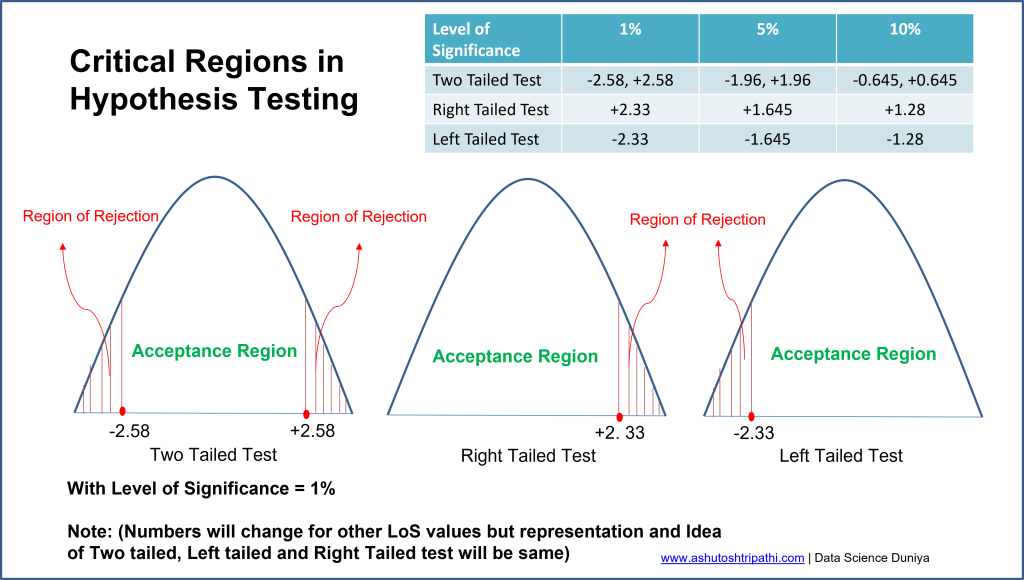 Critical Regions in
Hypothesis Testing
Level of
Significance 1% 5% 10%
Two Tailed Test -2.58, +2.58 -1.96, +1.96 -0.645, +0.645
Right Tailed Test +2.33 +1.645 +1.28
Left Tailed Test -2.33 -1.645 -1.28
Region of Rejection Region of Rejection Region of Rejection
Acceptance Region Acceptance Region Acceptance Region
-2.58 +2.58 +2. 33 -2.33
Two Tailed Test Right Tailed Test Left Tailed Test
With Level of Significance = 1%
Note: (Numbers will change for other LoS values but representation and Idea
of Two tailed, Left tailed and Right Tailed test will be same)
www.ashutoshtripathi.com | Data Science Duniya